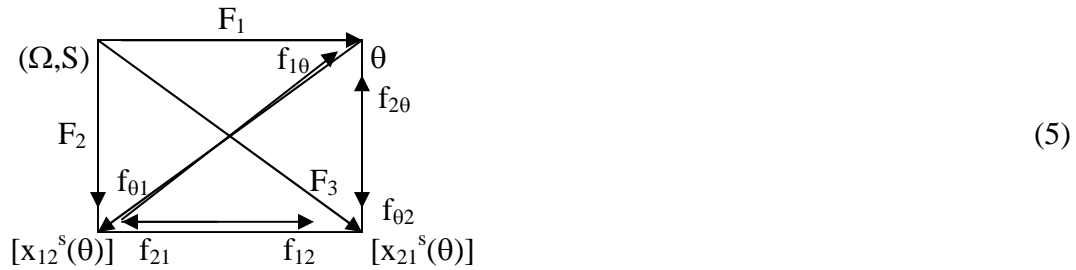 F₁
(Ω,S) f₁θ θ
f₂θ
F₂ (5)
fθ₁ F₃
fθ₂
[x₁₂ˢ(θ)] f₂₁ f₁₂ [x₂₁ˢ(θ)]